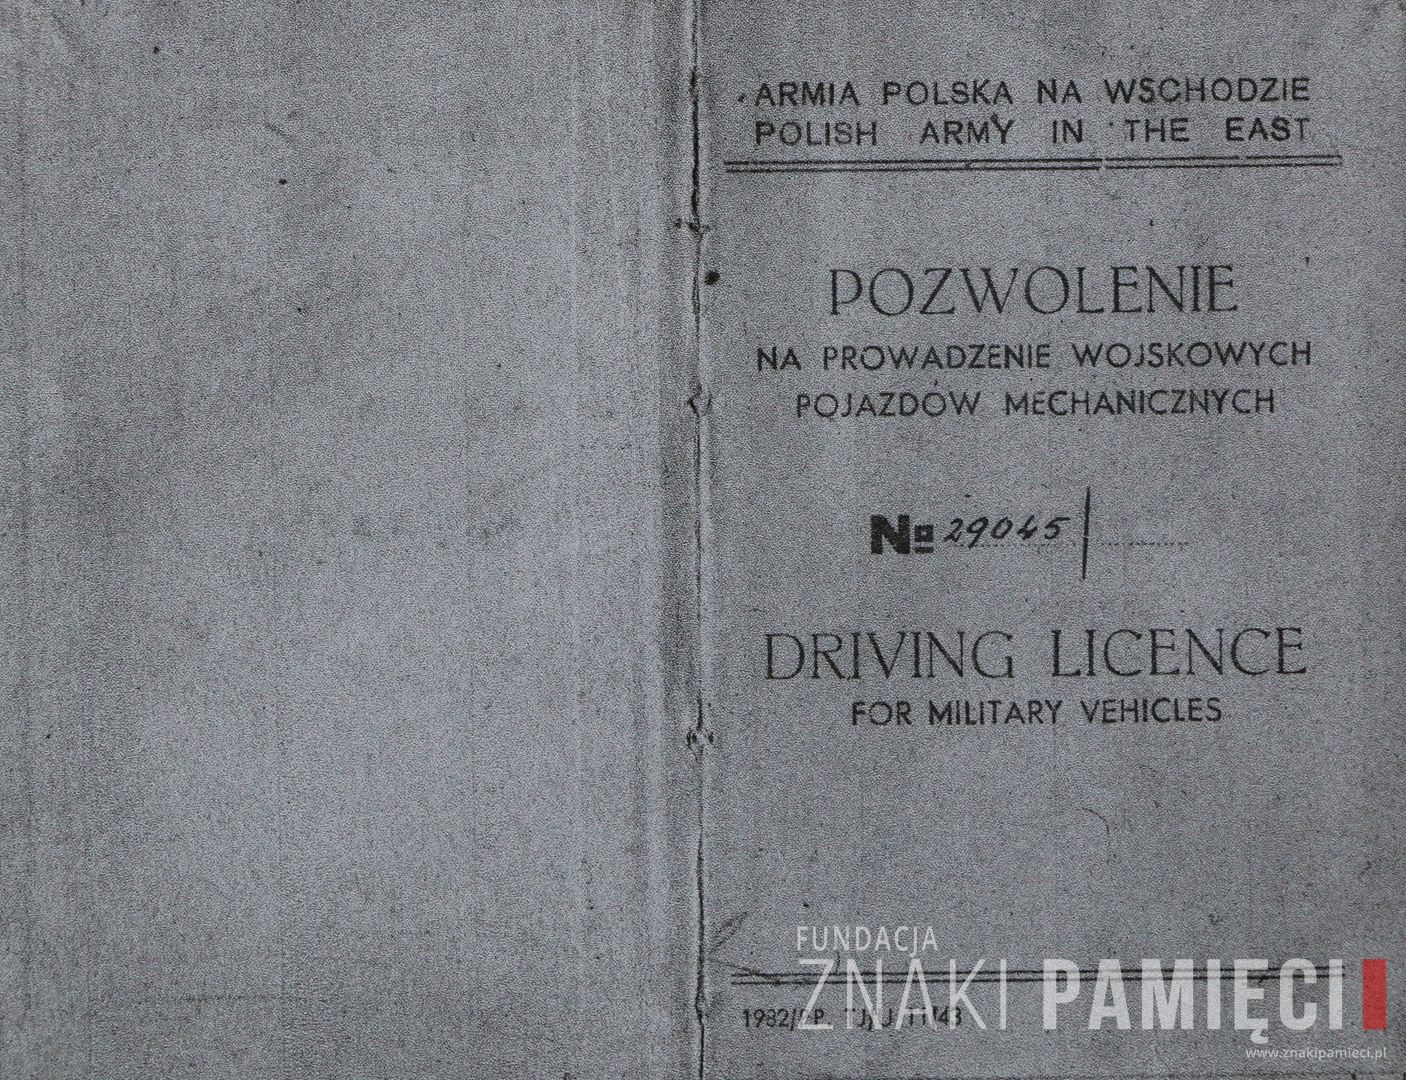 ARMIA POLSKA NA WSCHODZIE
POLISH ARMY IN THE EAST
POZWOLENIE
NA PROWADZENIE WOJSKOWYCH
POJAZDÓW MECHANICZNYCH
№ 29045
DRIVING LICENCE
FOR MILITARY VEHICLES
FUNDACJA
ZNAKI PAMIĘCI
www.znakipamieci.pl